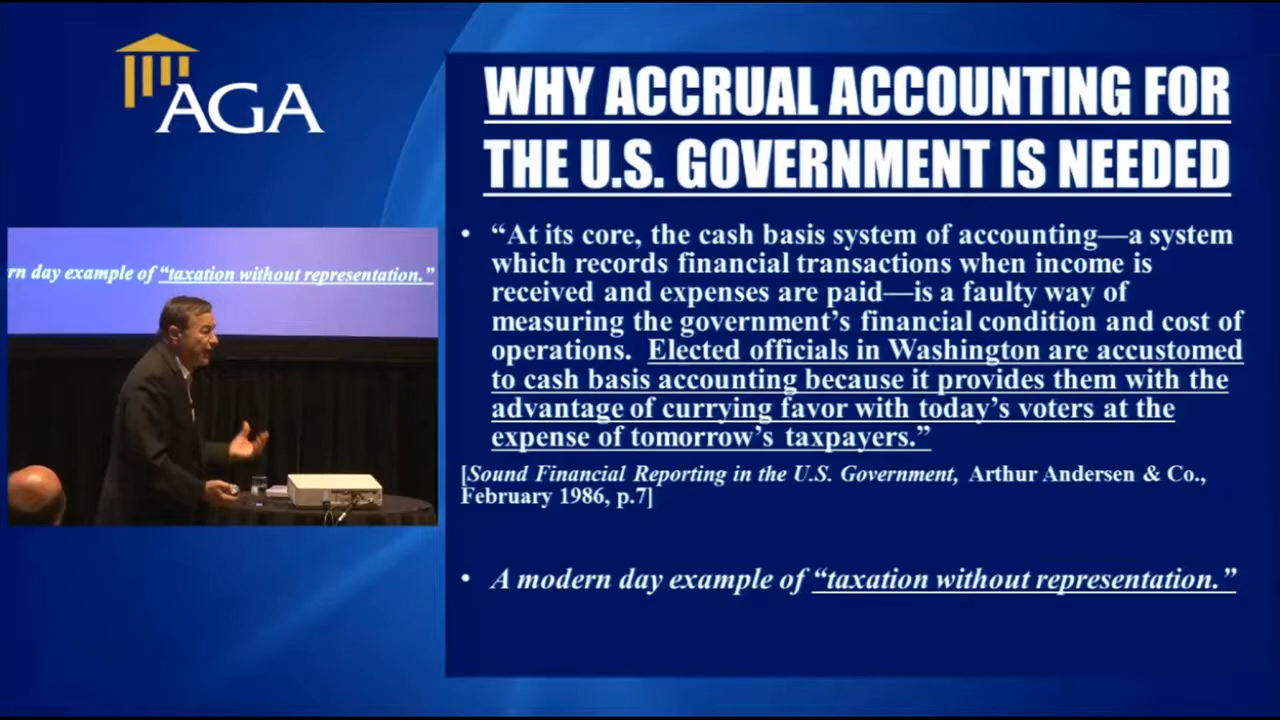 AGA
WHY ACCRUAL ACCOUNTING FOR
THE U.S. GOVERNMENT IS NEEDED
• “At its core, the cash basis system of accounting—a system
which records financial transactions when income is
received and expenses are paid—is a faulty way of
measuring the government’s financial condition and cost of
operations. Elected officials in Washington are accustomed
to cash basis accounting because it provides them with the
advantage of currying favor with today’s voters at the
expense of tomorrow’s taxpayers.”
[Sound Financial Reporting in the U.S. Government, Arthur Andersen & Co.,
February 1986, p.7]
• A modern day example of “taxation without representation.”
rn day example of “taxation without representation.”